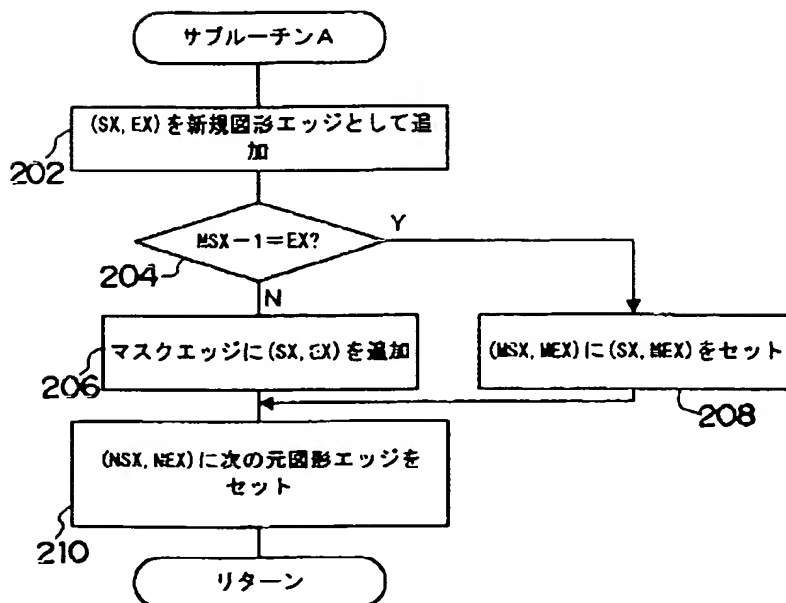 サブルーチンA
(SX,EX)を新規図形エッジとして追
加
202
MSX-1=EX?
Y
204
N
マスクエッジに(SX,EX)を追加
206
(MSX,MEX)に(SX,MEX)をセット
208
(NSX,NEX)に次の元図形エッジを
セット
210
リターン